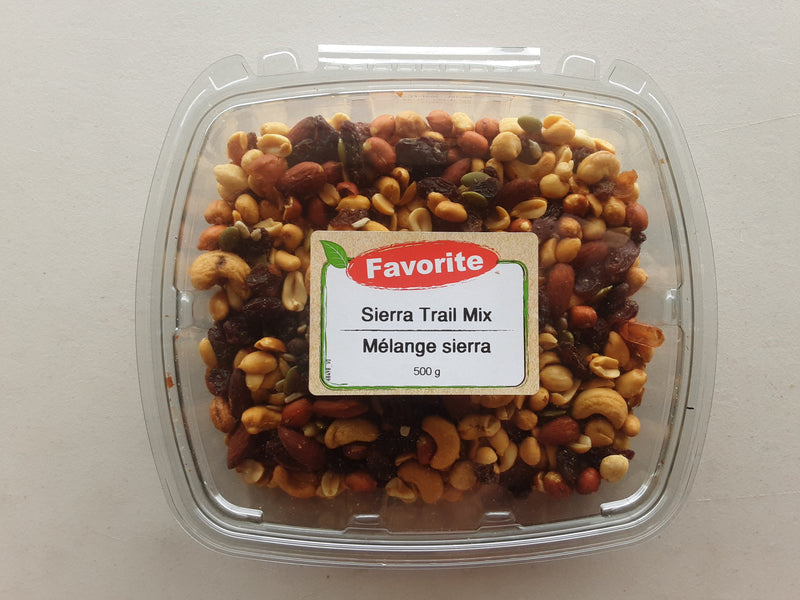 Favorite
Sierra Trail Mix
Mélange sierra
500 g